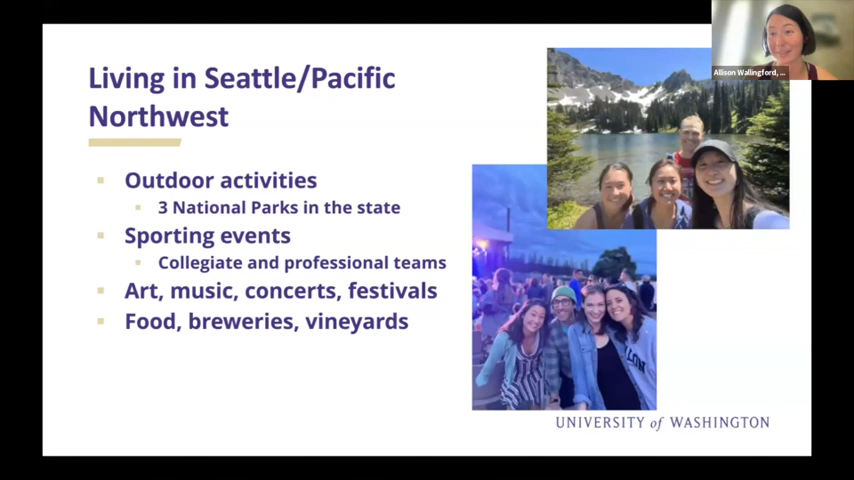 Living in Seattle/Pacific
Northwest
Outdoor activities
3 National Parks in the state
Sporting events
Collegiate and professional teams
Art, music, concerts, festivals
Food, breweries, vineyards
Allison Wallingford, ...
UNIVERSITY of WASHINGTON